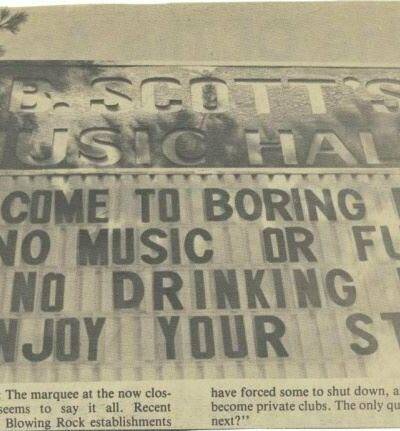 B. SCOTT'S
USIC HAL
COME TO BORING
NO MUSIC OR FU
NO DRINKING
NJOY YOUR ST
The marquee at the now clos-
seems to say it all. Recent
Blowing Rock establishments
have forced some to shut down, a
become private clubs. The only qu
next?"